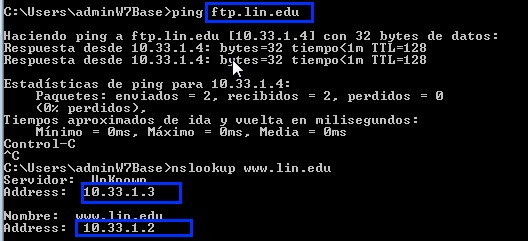 C:\Users\adminW7Base>ping ftp.lin.edu
Haciendo ping a ftp.lin.edu [10.33.1.4] con 32 bytes de datos:
Respuesta desde 10.33.1.4: bytes=32 tiempo<1m TTL=128
Respuesta desde 10.33.1.4: bytes=32 tiempo<1m TTL=128
Estadísticas de ping para 10.33.1.4:
Paquetes: enviados = 2, recibidos = 2, perdidos = 0
(0% perdidos),
Tiempos aproximados de ida y vuelta en milisegundos:
Mínimo = 0ms, Máximo = 0ms, Media = 0ms
Control-C
^C
C:\Users\adminW7Base>nslookup www.lin.edu
Servidor: UnKnown
Address: 10.33.1.3
Nombre: www.lin.edu
Address: 10.33.1.2